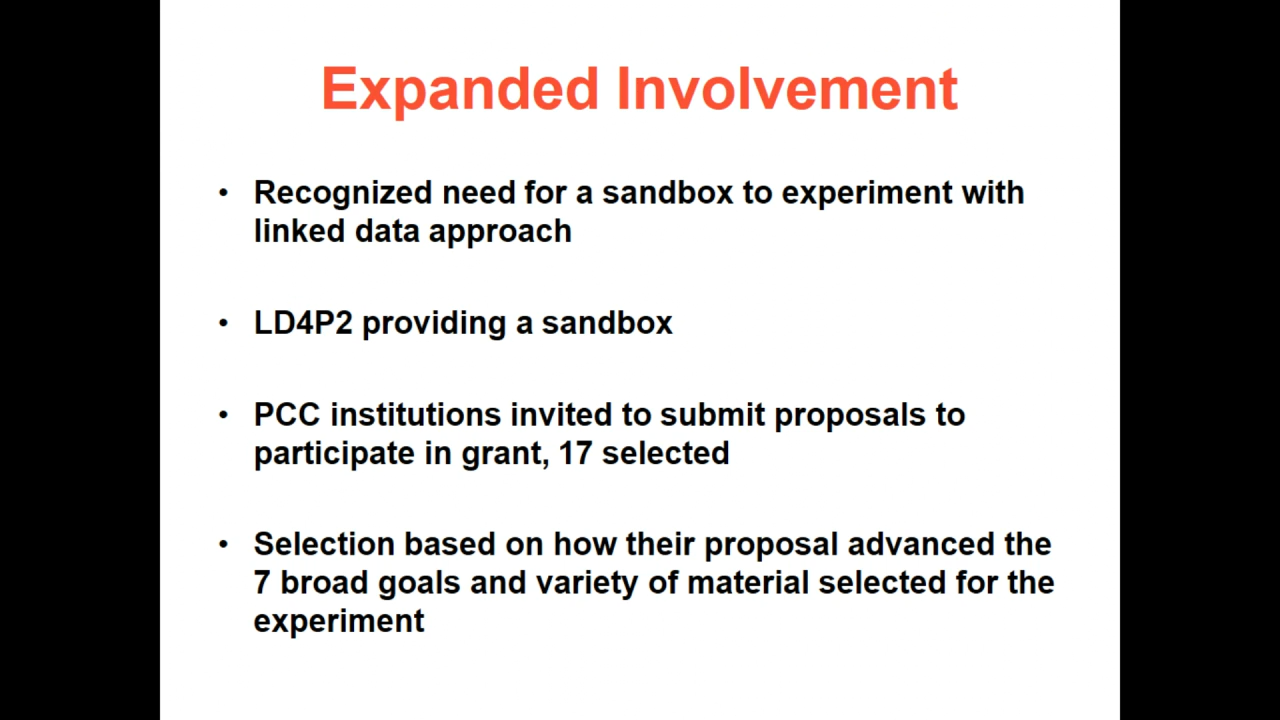 Expanded Involvement
• Recognized need for a sandbox to experiment with
linked data approach
• LD4P2 providing a sandbox
• PCC institutions invited to submit proposals to
participate in grant, 17 selected
• Selection based on how their proposal advanced the
7 broad goals and variety of material selected for the
experiment